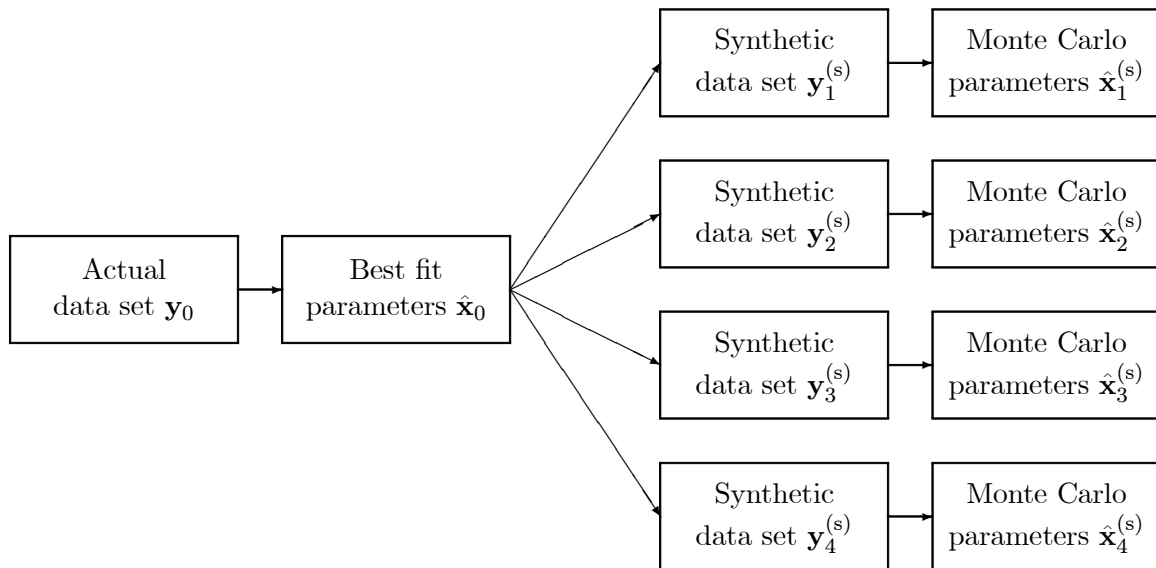 Synthetic
data set y₁⁽ˢ⁾
Monte Carlo
parameters x̂₁⁽ˢ⁾
Synthetic
data set y₂⁽ˢ⁾
Monte Carlo
parameters x̂₂⁽ˢ⁾
Actual
data set y₀
Best fit
parameters x̂₀
Synthetic
data set y₃⁽ˢ⁾
Monte Carlo
parameters x̂₃⁽ˢ⁾
Synthetic
data set y₄⁽ˢ⁾
Monte Carlo
parameters x̂₄⁽ˢ⁾